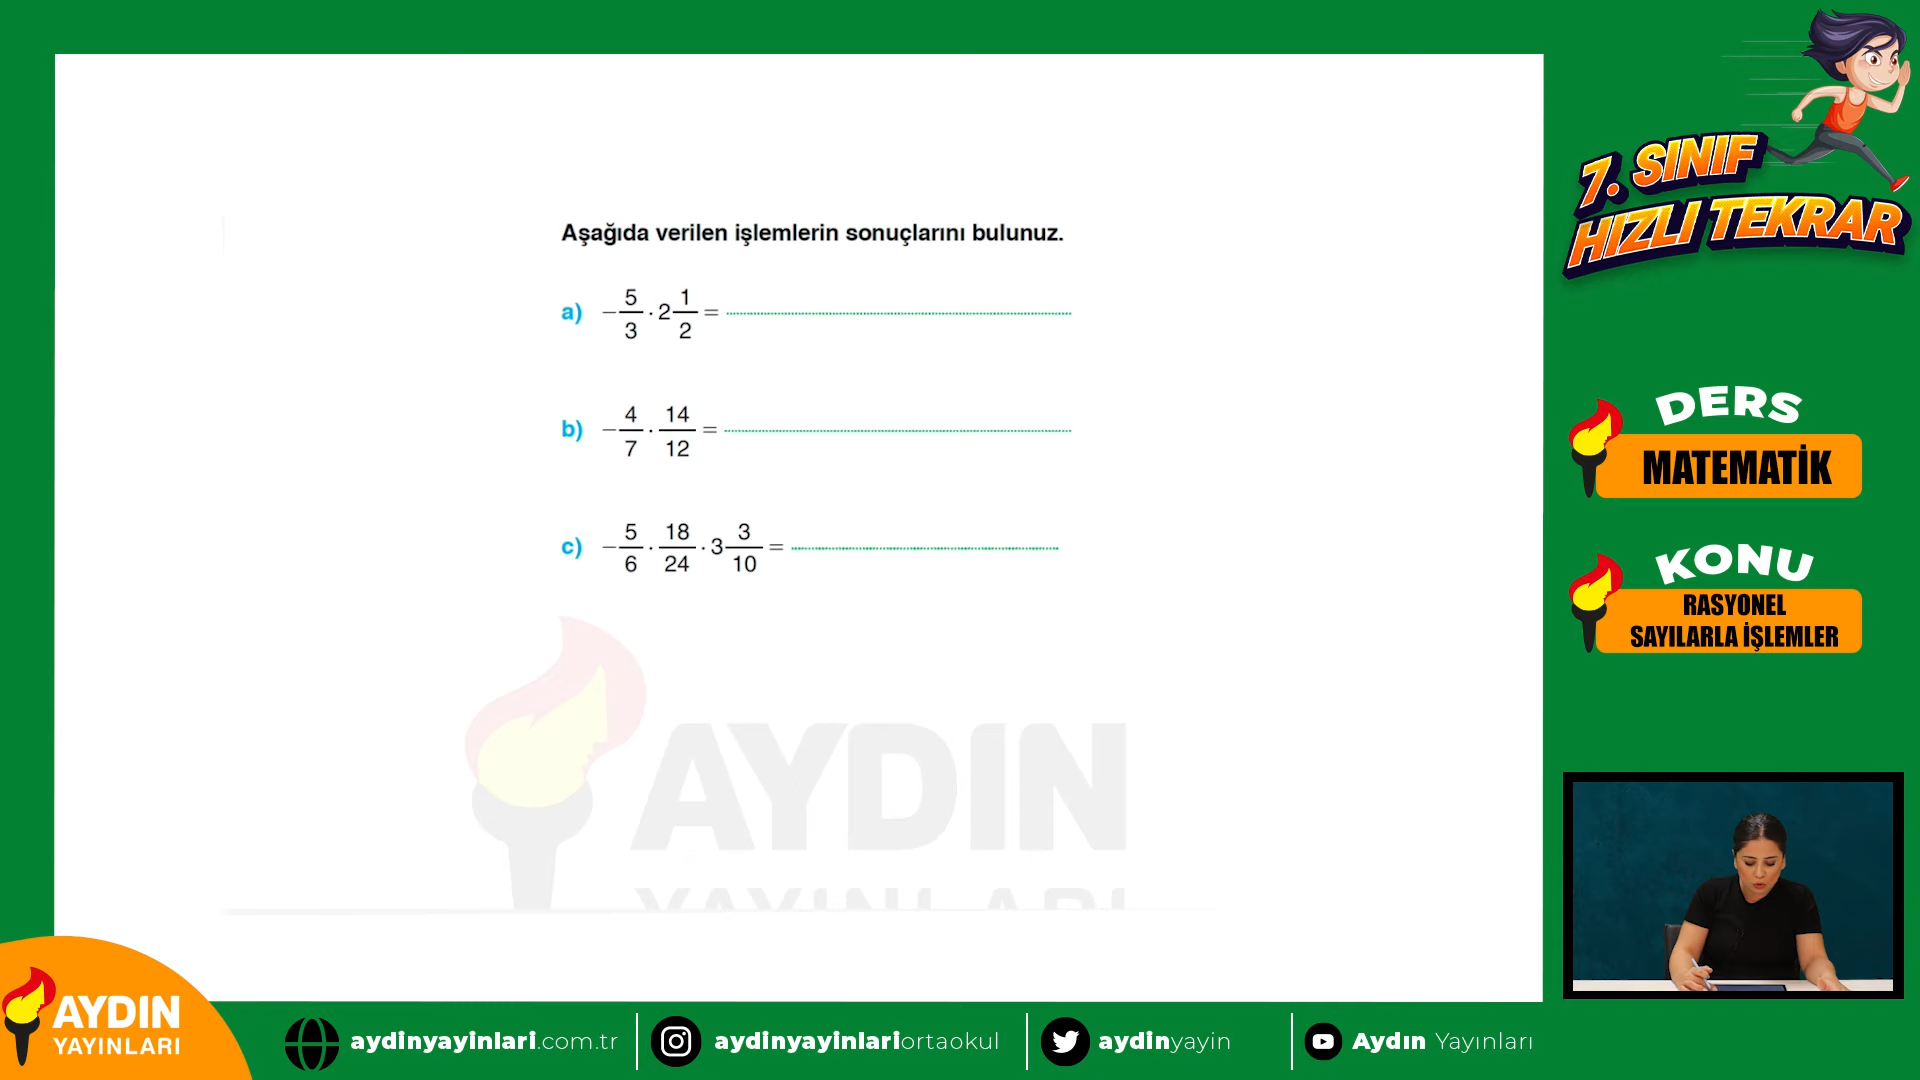 7. SINIF
HIZLI TEKRAR
Aşağıda verilen işlemlerin sonuçlarını bulunuz.
a) −5/3 · 2 1/2 = ....................
b) −4/7 · 14/12 = ....................
c) −5/6 · 18/24 · 3 3/10 = ....................
DERS
MATEMATİK
KONU
RASYONEL
SAYILARLA İŞLEMLER
AYDIN
YAYINLARI
AYDIN
YAYINLARI
aydinyayinlari.com.tr
aydinyayinlariortaokul
aydinyayin
Aydın Yayınları